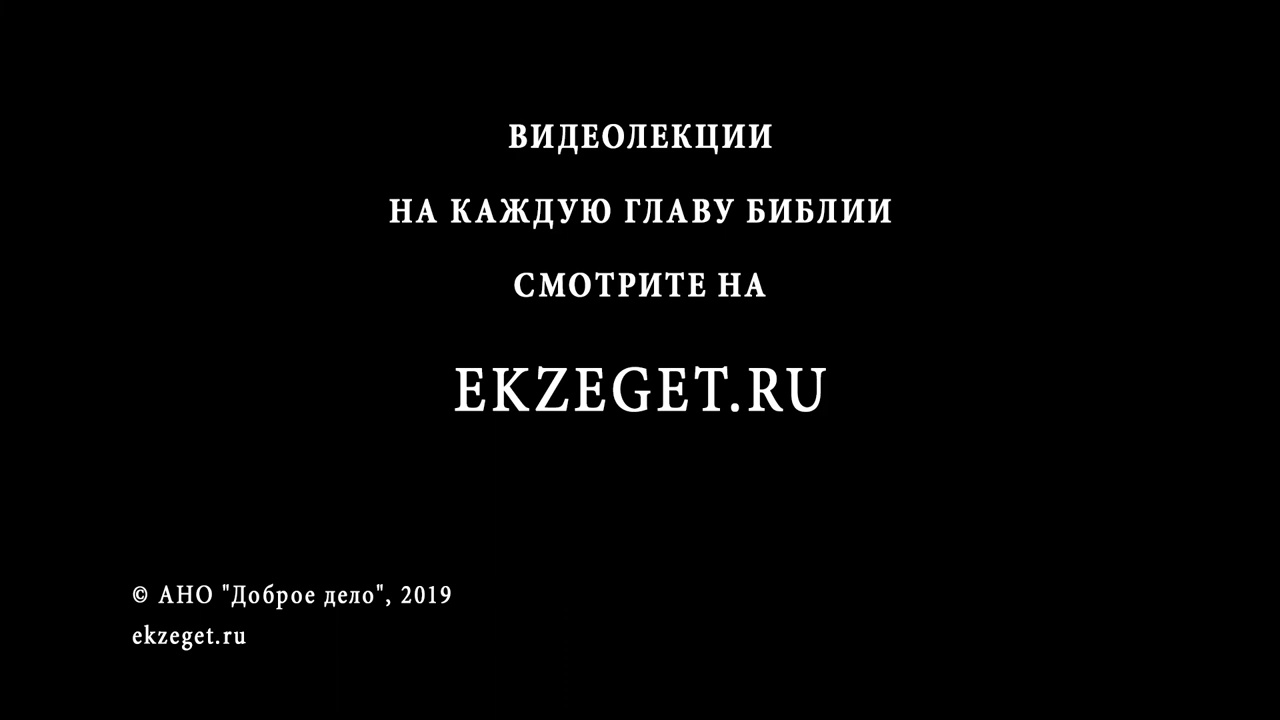 ВИДЕОЛЕКЦИИ
НА КАЖДУЮ ГЛАВУ БИБЛИИ
СМОТРИТЕ НА
EKZEGET.RU
© АНО "Доброе дело", 2019
ekzeget.ru